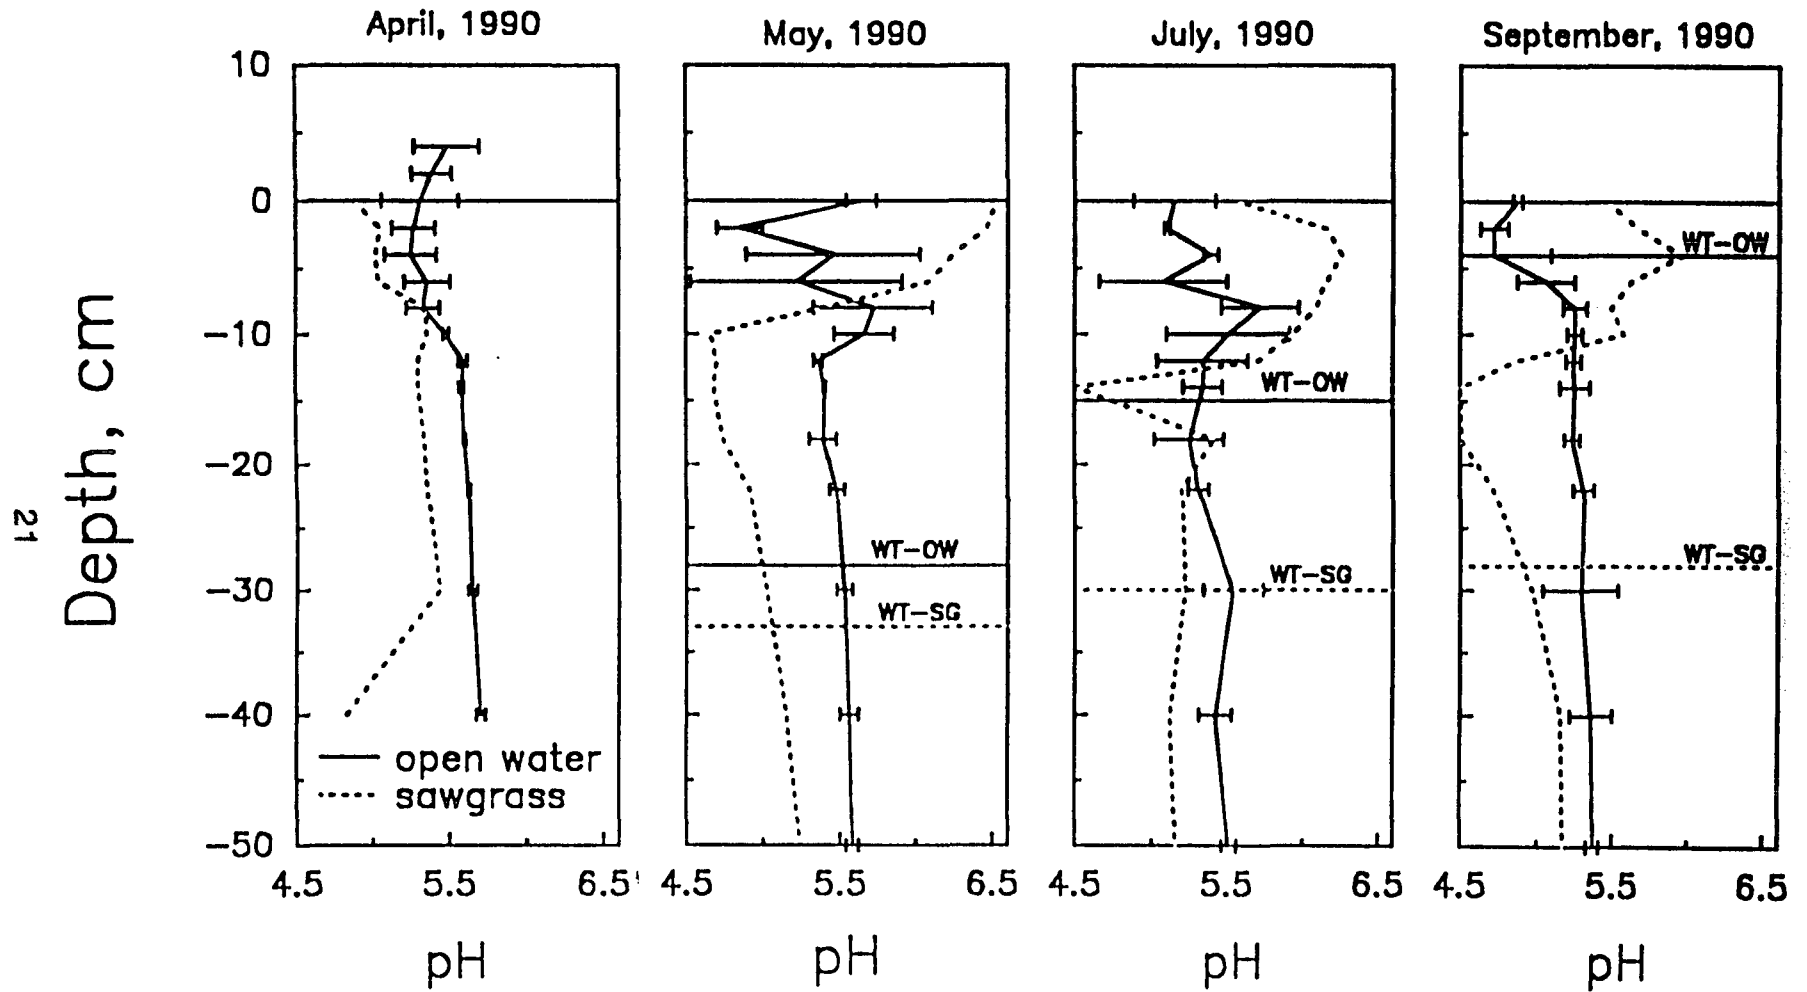 April, 1990
May, 1990
July, 1990
September, 1990
10
0
-10
-20
-30
-40
-50
Depth, cm
21
WT-OW
WT-SG
WT-OW
WT-SG
WT-OW
WT-SG
open water
sawgrass
4.5 5.5 6.5
4.5 5.5 6.5
4.5 5.5 6.5
4.5 5.5 6.5
pH
pH
pH
pH